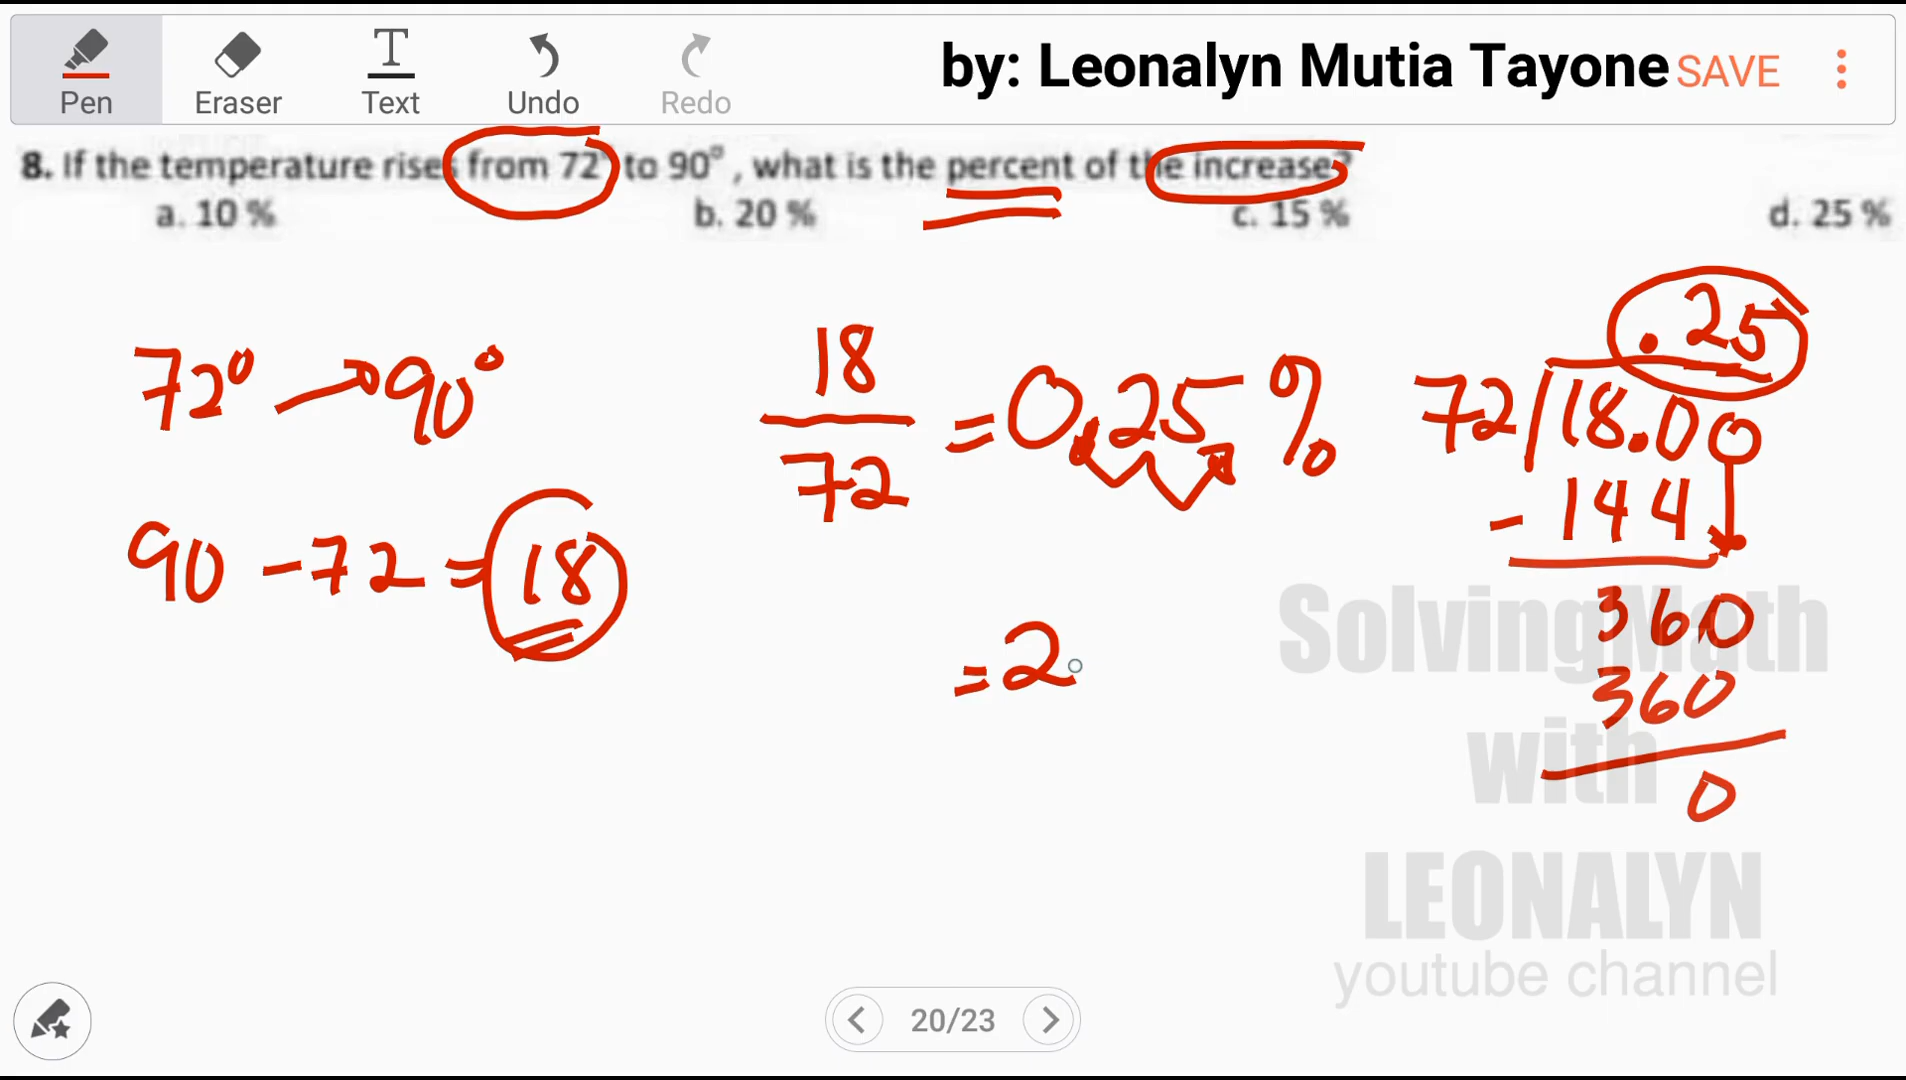 Pen
Eraser
Text
Undo
Redo
by: Leonalyn Mutia Tayone
SAVE
8. If the temperature rises from 72° to 90°, what is the percent of the increase?
a. 10 %
b. 20 %
c. 15 %
d. 25 %
72° → 90°
90 - 72 = 18
18
72
= 0.25 %
= 2
.25
72 18.00
- 144
360
360
0
SolvingMath
with
LEONALYN
youtube channel
20/23